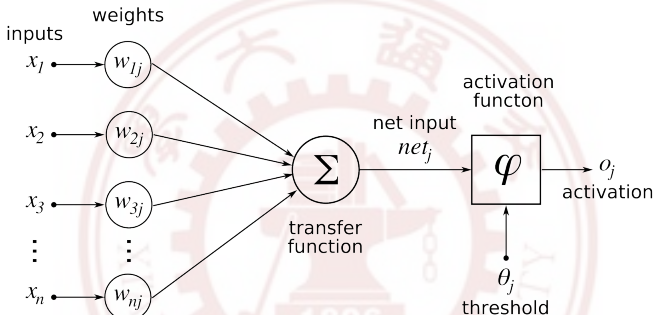 weights
inputs
x1 w1j
activation
functon
x2 w2j
net input
netj
Σ
φ
oj
activation
x3 w3j
transfer
function
⋮ ⋮
xn wnj
θj
threshold
1896